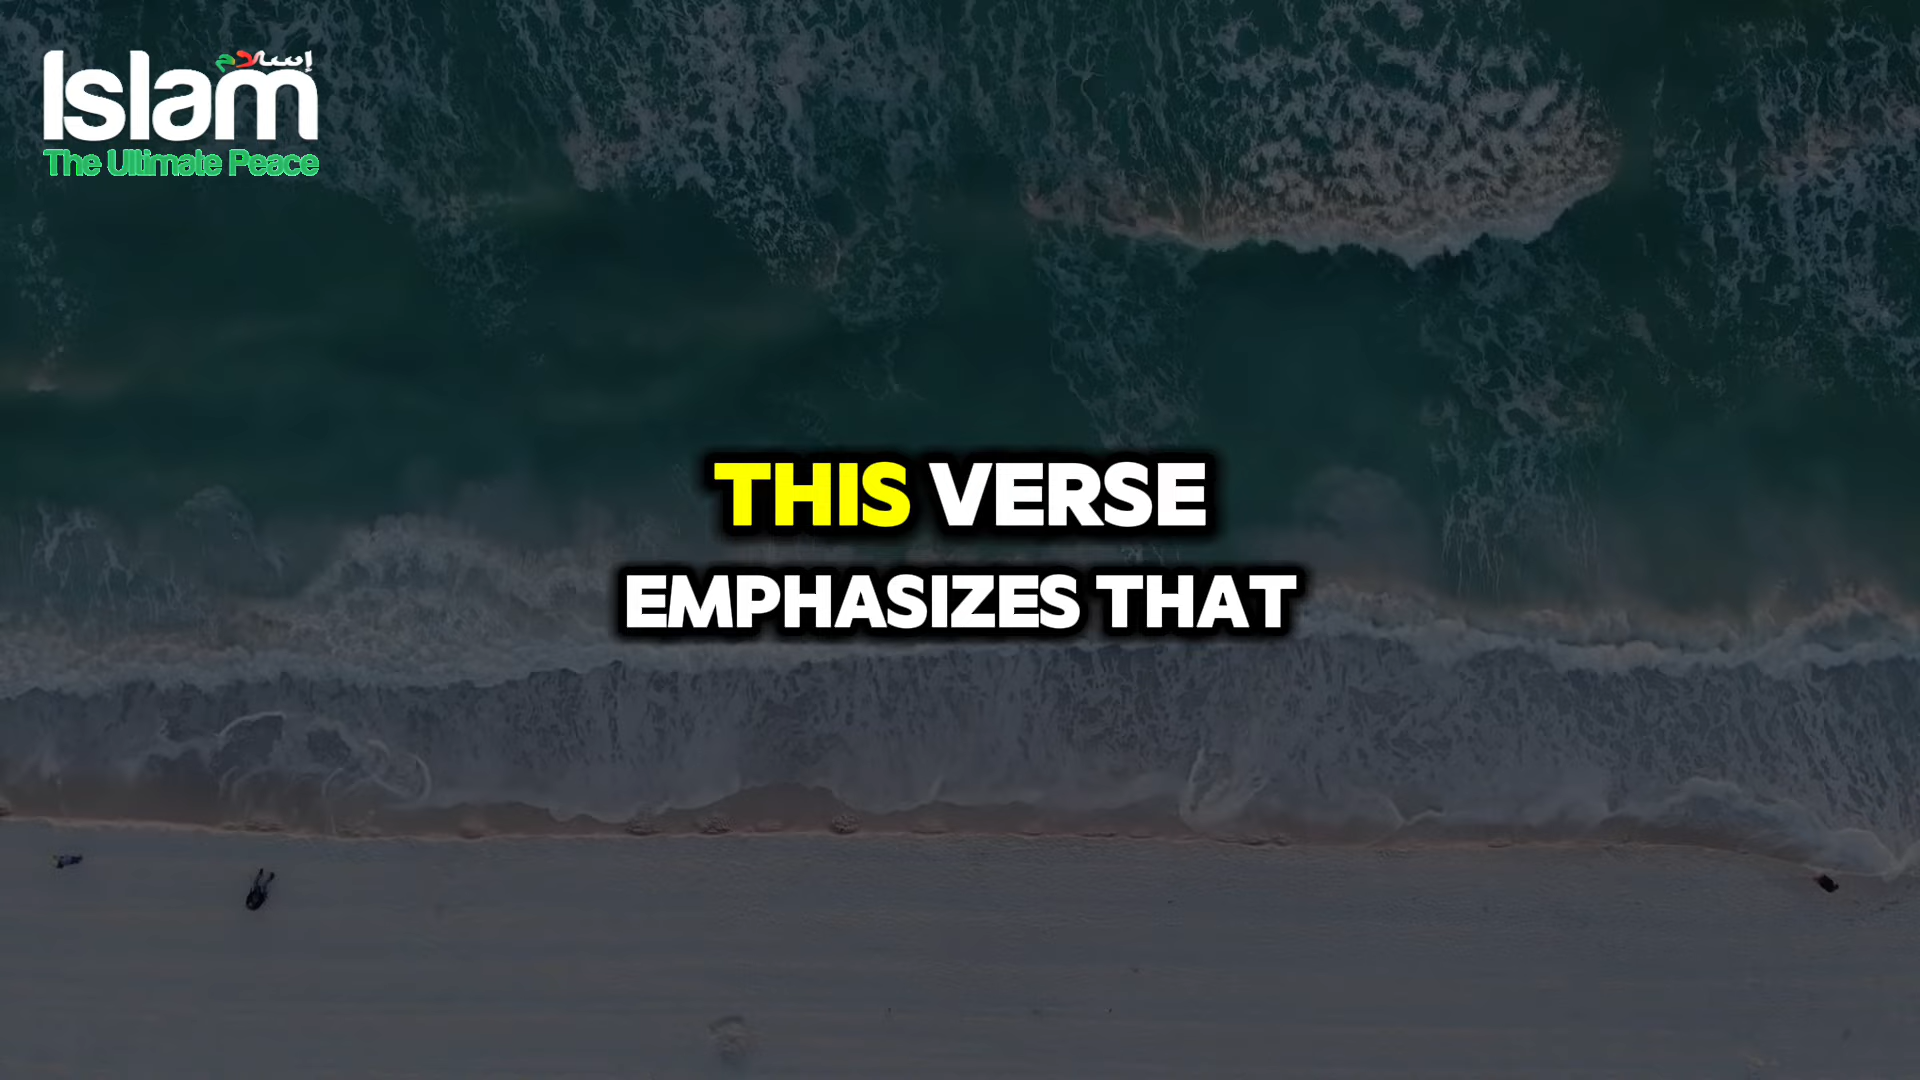 إسلام
Islam
The Ultimate Peace
THIS VERSE
EMPHASIZES THAT